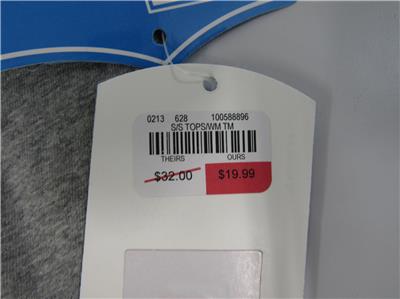 0213 628 100588896
S/S TOPS/WM TM
THEIRS OURS
$32.00 $19.99